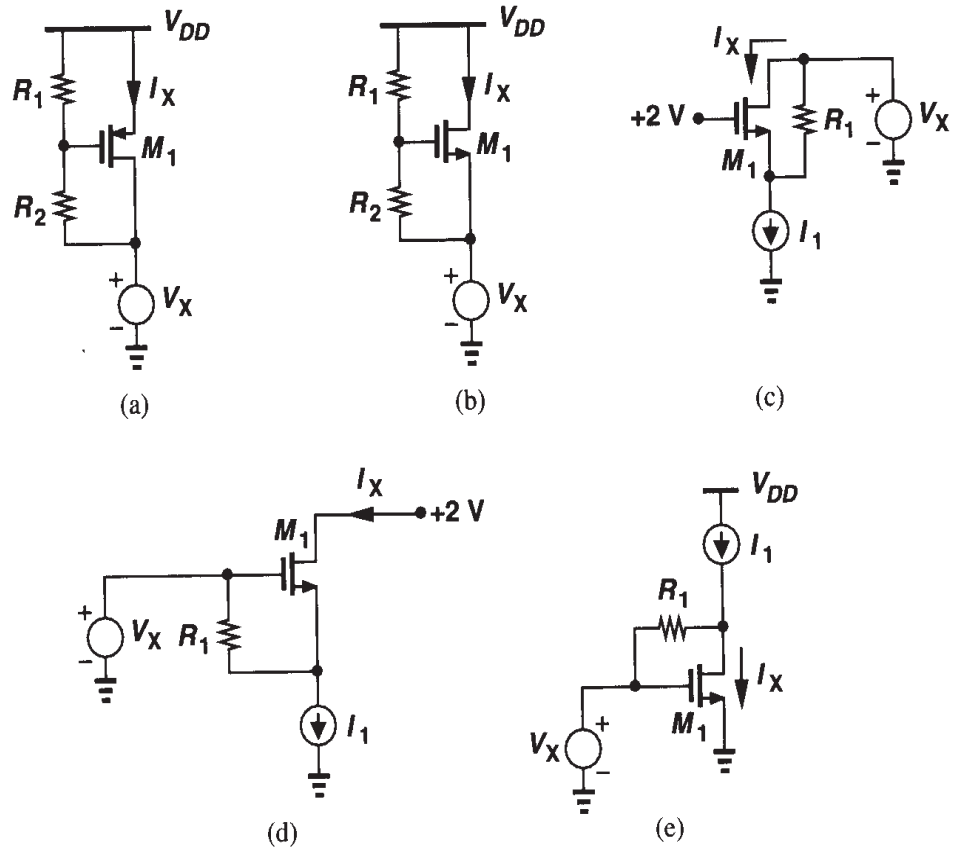 V_DD
R_1
I_X
M_1
R_2
+
V_X
−
(a)
V_DD
R_1
I_X
M_1
R_2
+
V_X
−
(b)
I_X
+2 V
M_1
R_1
+
V_X
−
(c)
I_X
+2 V
M_1
+
V_X
−
R_1
I_1
(d)
V_DD
I_1
R_1
I_X
M_1
V_X
+
−
(e)
I_1